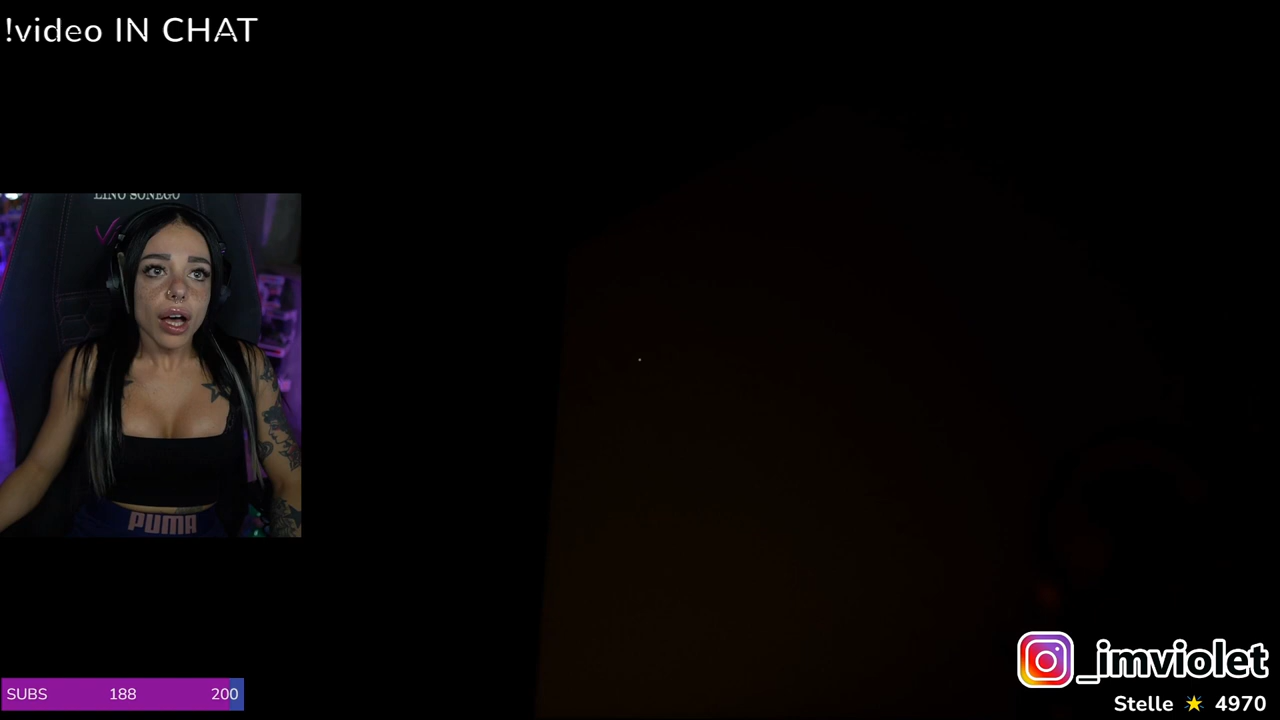 !video IN CHAT
LINO SONEGO
PUMA
SUBS 188 200
_imviolet
Stelle 4970